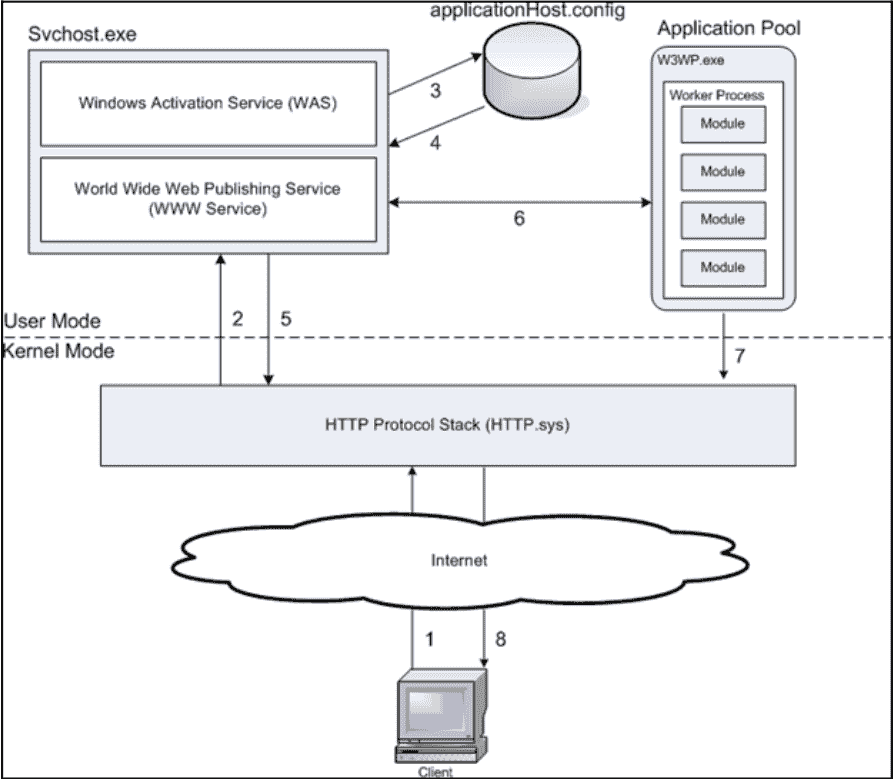 applicationHost.config
Svchost.exe
Application Pool
W3WP.exe
Windows Activation Service (WAS)
3
Worker Process
Module
4
Module
World Wide Web Publishing Service
(WWW Service)
6
Module
Module
User Mode
2
5
Kernel Mode
7
HTTP Protocol Stack (HTTP.sys)
Internet
1
8
Client